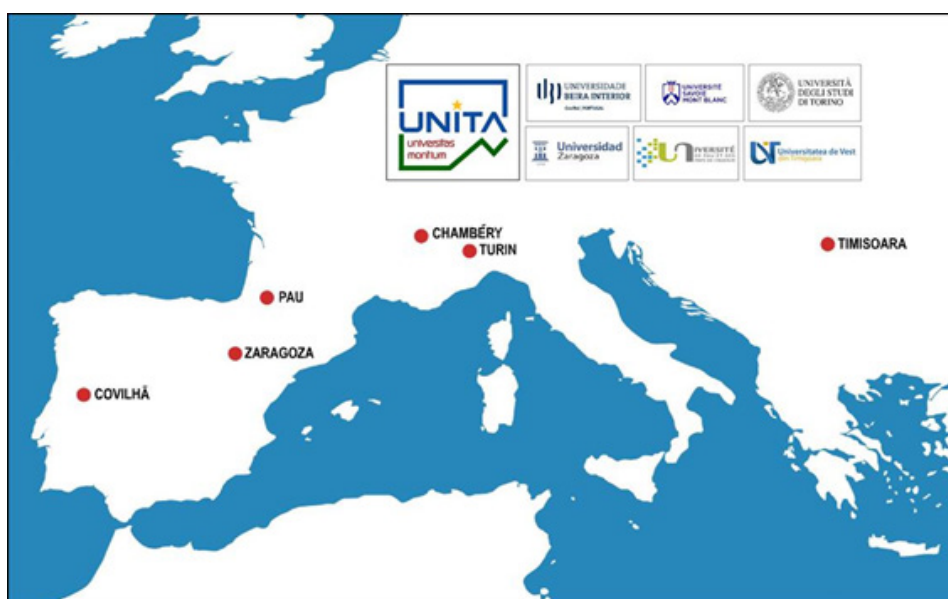 UNITA
universitas
montium
UNIVERSIDADE
BEIRA INTERIOR
UNIVERSITÉ
SAVOIE
MONT BLANC
UNIVERSITÀ
DEGLI STUDI
DI TORINO
Universidad
Zaragoza
UNIVERSITÉ
Universitatea de Vest
din Timișoara
CHAMBÉRY
TURIN
TIMISOARA
PAU
ZARAGOZA
COVILHÃ